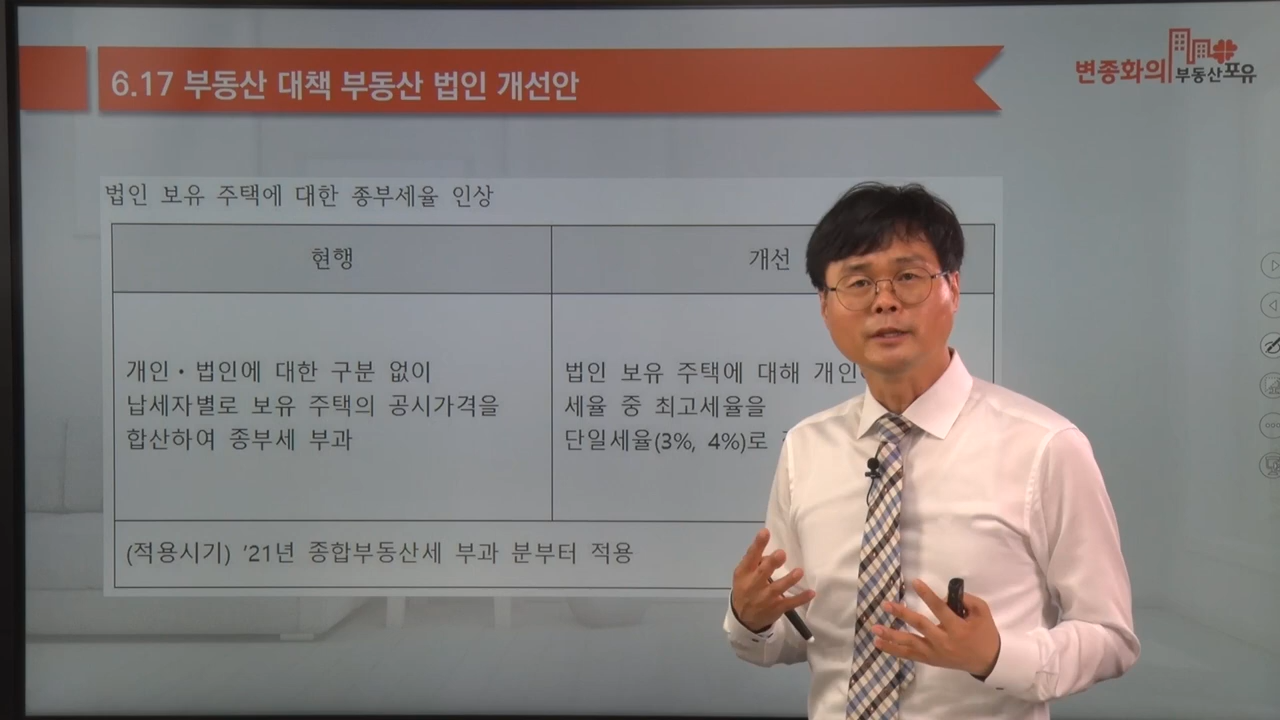 6.17 부동산 대책 부동산 법인 개선안
변종화의 부동산포유
법인 보유 주택에 대한 종부세율 인상
현행
개선
개인・법인에 대한 구분 없이
납세자별로 보유 주택의 공시가격을
합산하여 종부세 부과
법인 보유 주택에 대해 개인
세율 중 최고세율을
단일세율(3%, 4%)로
(적용시기) ’21년 종합부동산세 부과 분부터 적용